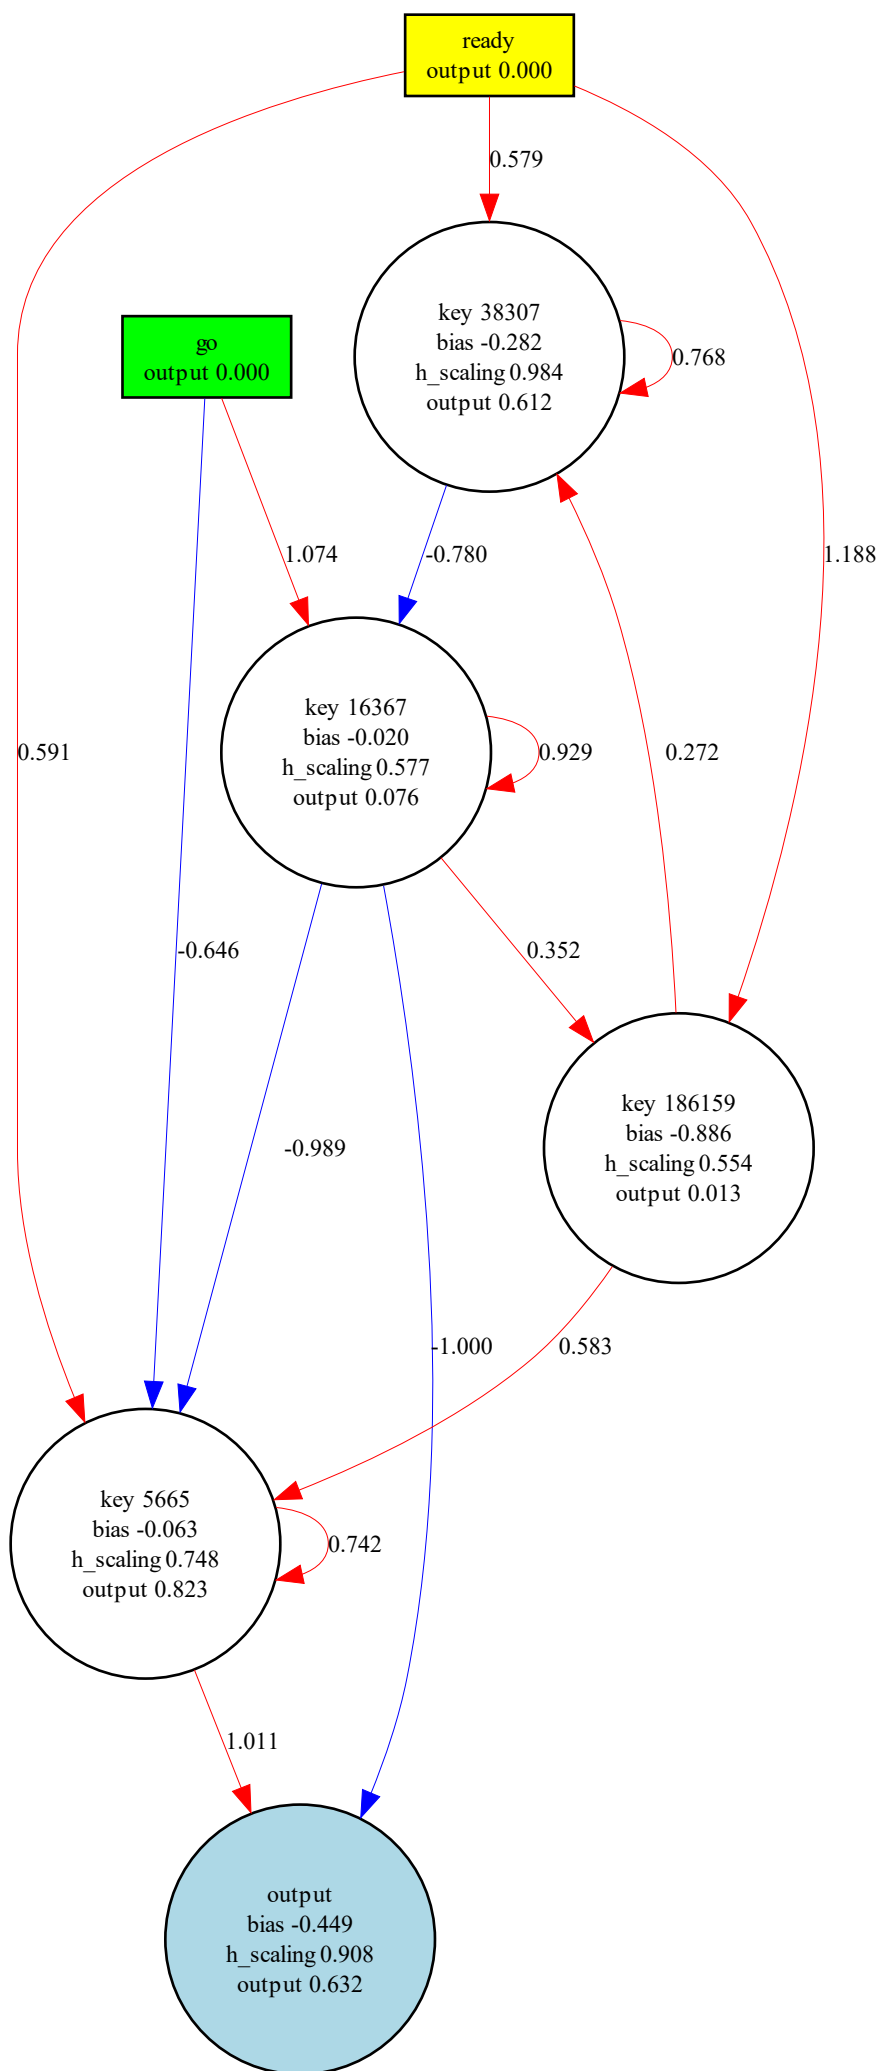 ready
output 0.000
0.579
go
output 0.000
key 38307
bias -0.282
h_scaling 0.984
output 0.612
0.768
1.074
-0.780
1.188
key 16367
bias -0.020
h_scaling 0.577
output 0.076
0.591
0.929
0.272
-0.646
0.352
key 186159
bias -0.886
h_scaling 0.554
output 0.013
-0.989
-1.000
0.583
key 5665
bias -0.063
h_scaling 0.748
output 0.823
0.742
1.011
output
bias -0.449
h_scaling 0.908
output 0.632